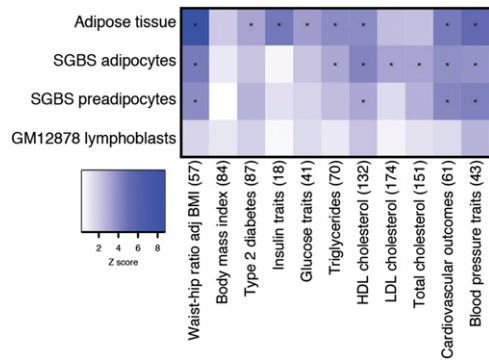 Adipose tissue
SGBS adipocytes
SGBS preadipocytes
GM12878 lymphoblasts
* * * * * * * *
* * * * * * *
* * * *
2 4 6 8
Z score
Waist-hip ratio adj BMI (57)
Body mass index (84)
Type 2 diabetes (87)
Insulin traits (18)
Glucose traits (41)
Triglycerides (70)
HDL cholesterol (132)
LDL cholesterol (174)
Total cholesterol (151)
Cardiovascular outcomes (61)
Blood pressure traits (43)